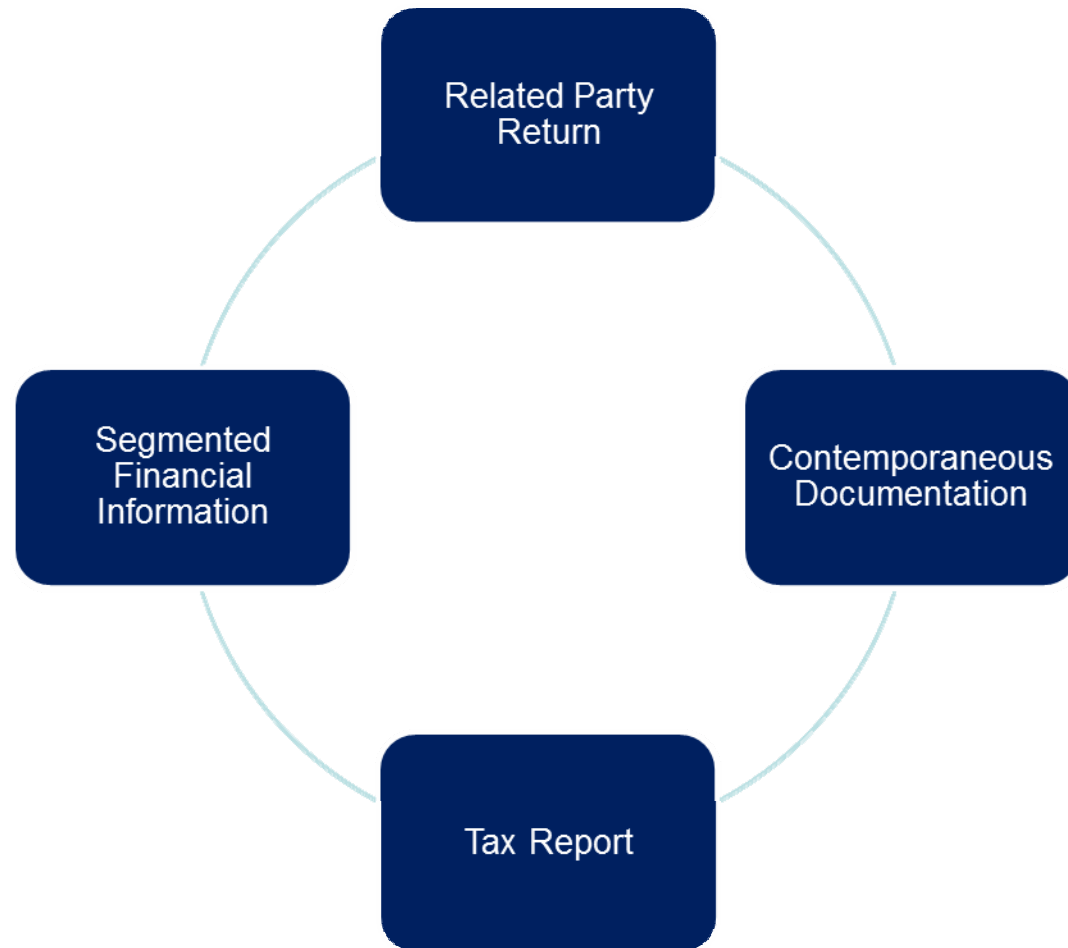 Related Party
Return
Segmented
Financial
Information
Contemporaneous
Documentation
Tax Report